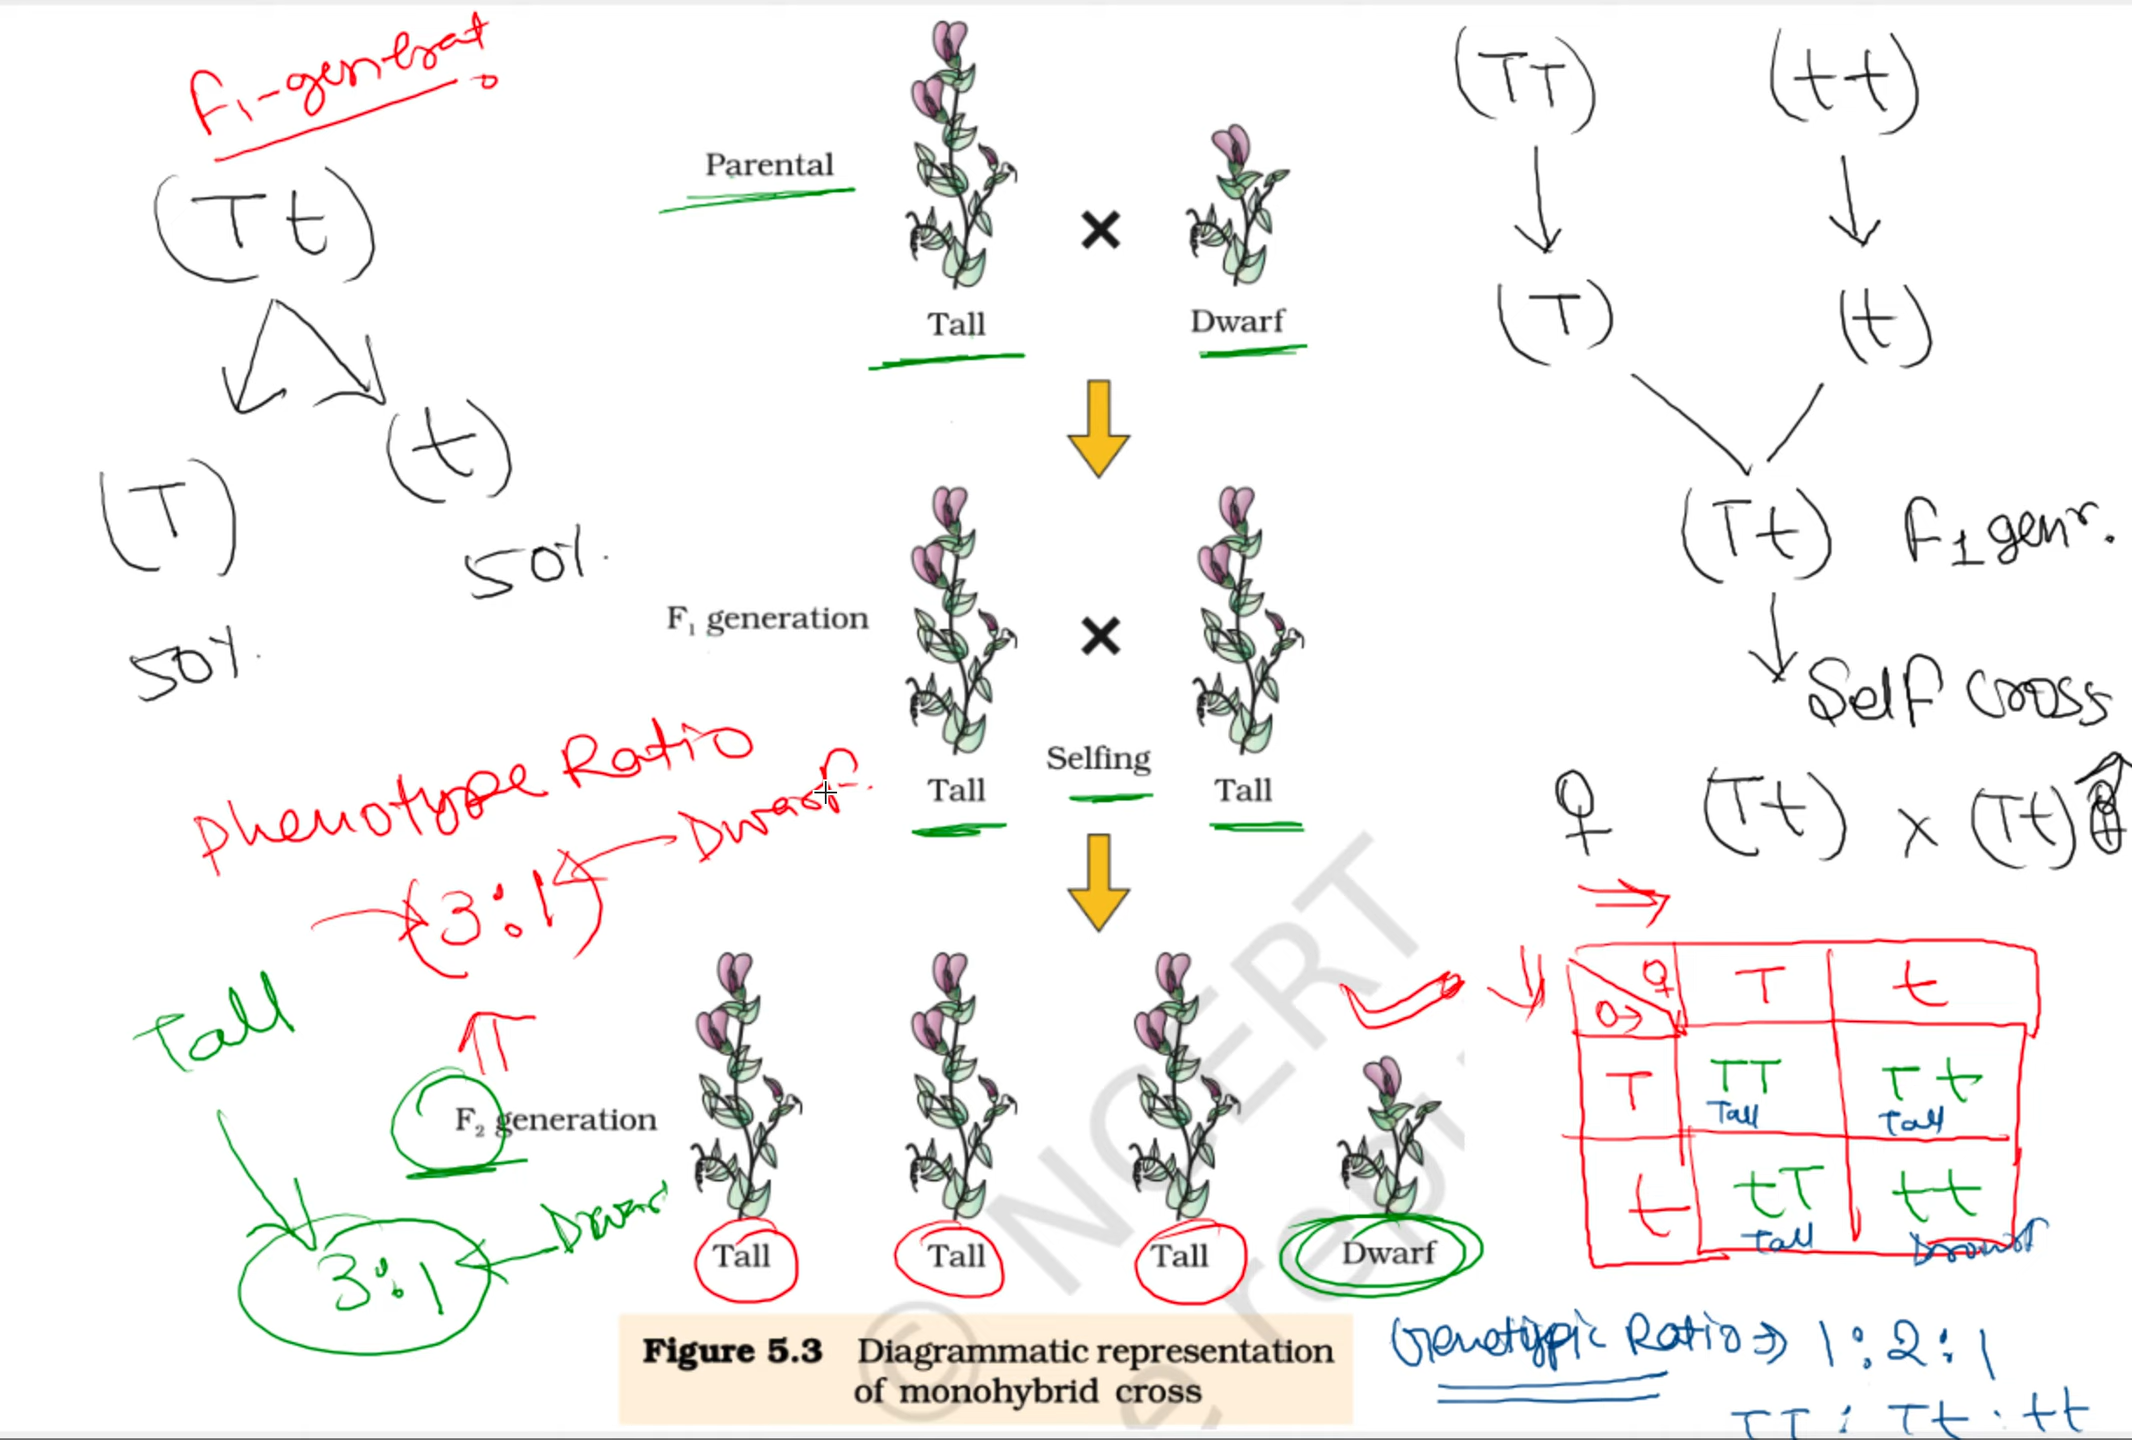 F1-generat
(TT) (tt)
(Tt)
Parental
×
Tall Dwarf
(T) (t)
(T) (t)
50%
50%
(Tt) F1 genr.
F₁ generation
×
Selfing
Tall Tall
Self cross
♀ (Tt) × (Tt)
Phenotype Ratio
Dwarf
(3:1)
Tall
♀ T t
♂
T TT Tt
Tall Tall
t tT tt
Tall
F₂ generation
3:1
Tall Tall Tall Dwarf
Figure 5.3 Diagrammatic representation
of monohybrid cross
Genotypic Ratio ⇒ 1:2:1
TT : Tt : tt
© NCERT